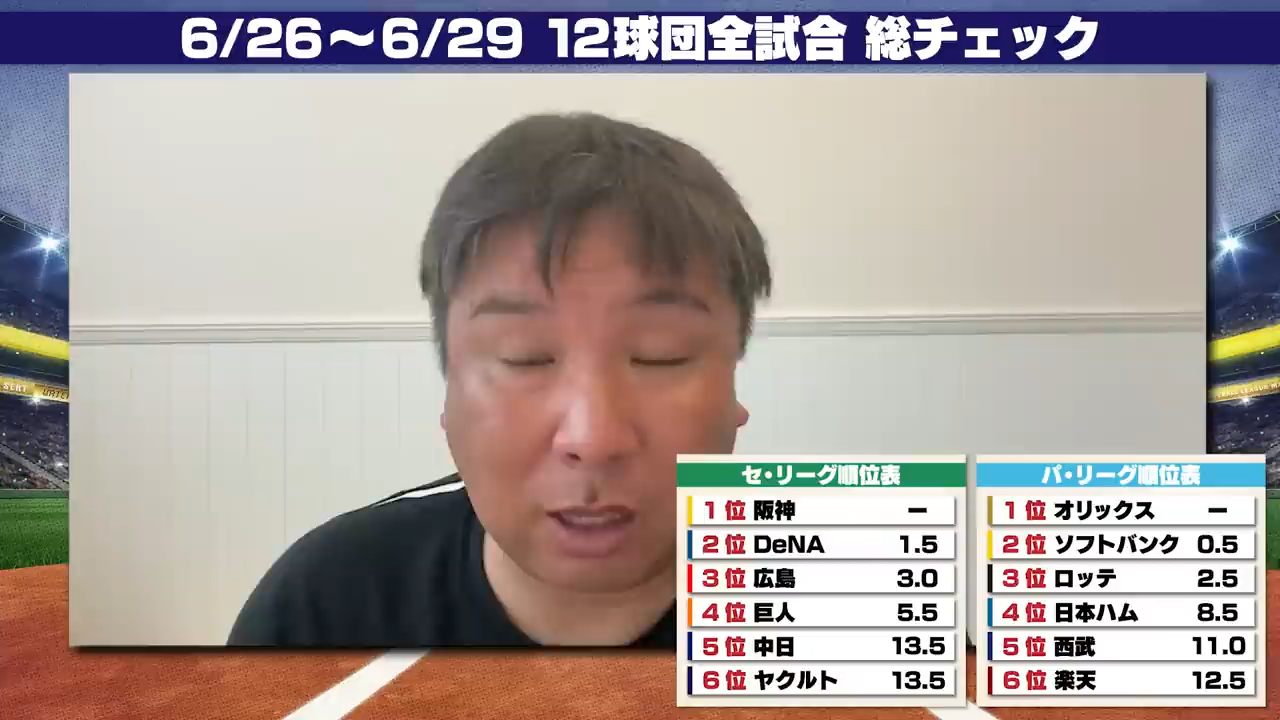 6/26～6/29 12球団全試合 総チェック
セ・リーグ順位表
1位 阪神 ー
2位 DeNA 1.5
3位 広島 3.0
4位 巨人 5.5
5位 中日 13.5
6位 ヤクルト 13.5
パ・リーグ順位表
1位 オリックス ー
2位 ソフトバンク 0.5
3位 ロッテ 2.5
4位 日本ハム 8.5
5位 西武 11.0
6位 楽天 12.5